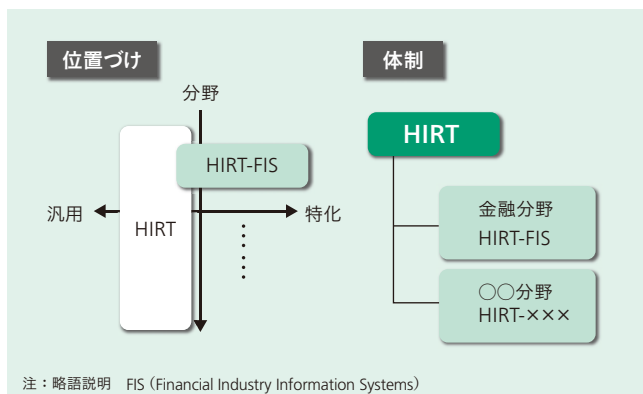 位置づけ
分野
HIRT-FIS
汎用
HIRT
特化
体制
HIRT
金融分野
HIRT-FIS
○○分野
HIRT-×××
注：略語説明 FIS（Financial Industry Information Systems）